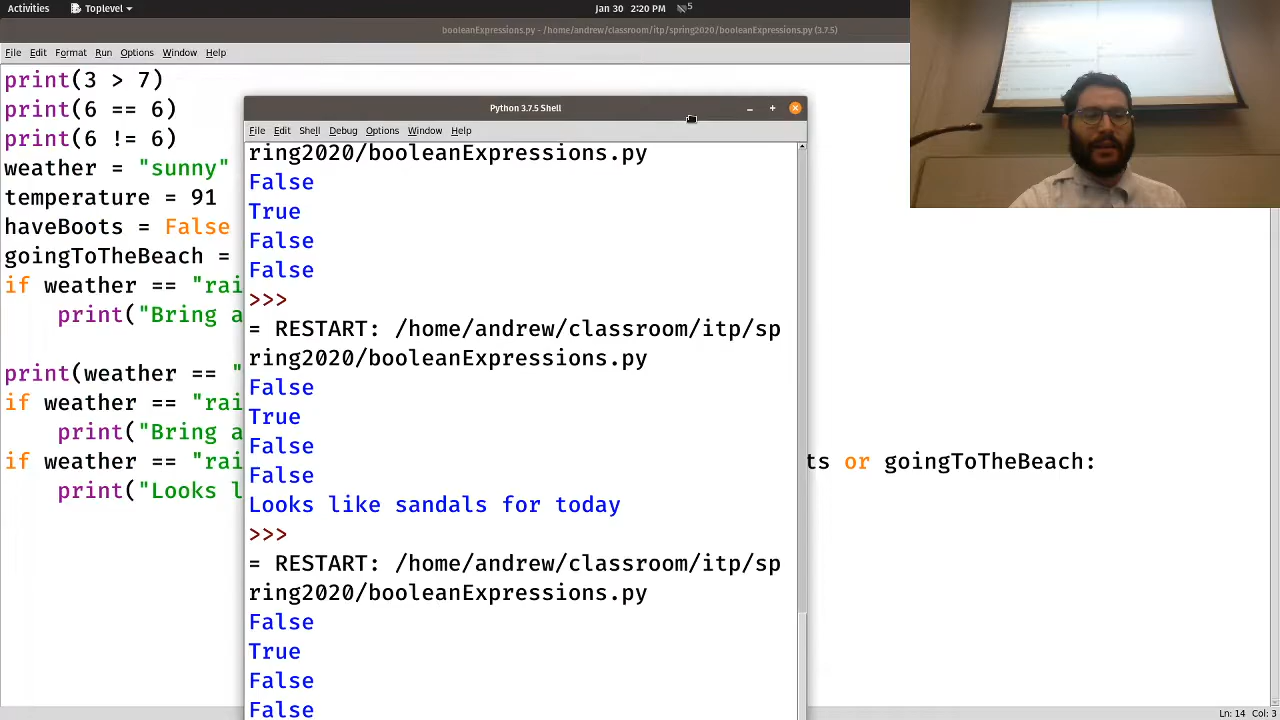 Activities
Toplevel
Jan 30 2:20 PM
5
booleanExpressions.py - /home/andrew/classroom/itp/spring2020/booleanExpressions.py (3.7.5)
File Edit Format Run Options Window Help
print(3 > 7)
print(6 == 6)
print(6 != 6)
weather = "sunny"
temperature = 91
haveBoots = False
goingToTheBeach =
if weather == "rai
print("Bring a
print(weather == "
if weather == "rai
print("Bring a
if weather == "rai
ts or goingToTheBeach:
print("Looks l
Python 3.7.5 Shell
File Edit Shell Debug Options Window Help
ring2020/booleanExpressions.py
False
True
False
False
>>>
= RESTART: /home/andrew/classroom/itp/sp
ring2020/booleanExpressions.py
False
True
False
False
Looks like sandals for today
>>>
= RESTART: /home/andrew/classroom/itp/sp
ring2020/booleanExpressions.py
False
True
False
False
Ln: 14 Col: 3